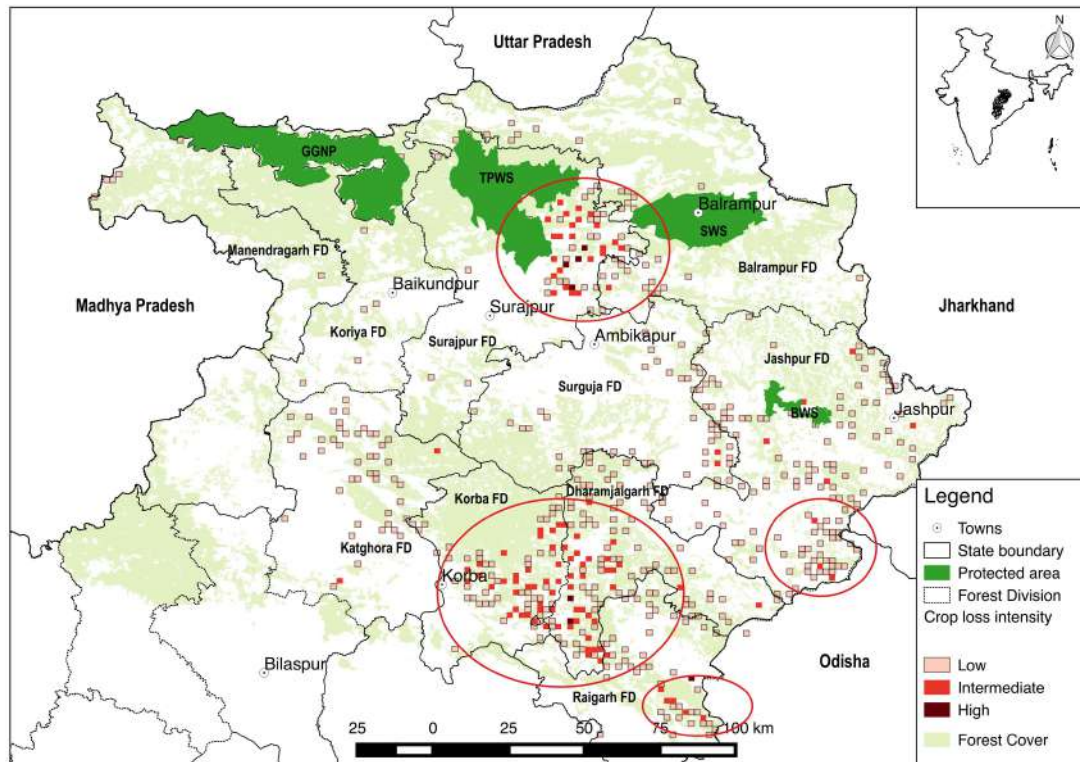 Uttar Pradesh
N
GGNP
TPWS
Balrampur
SWS
Manendragarh FD
Balrampur FD
Baikundpur
Madhya Pradesh
Jharkhand
Surajpur
Koriya FD
Surajpur FD
Ambikapur
Jashpur FD
Surguja FD
BWS
Jashpur
Korba FD
Dharamjalgarh FD
Katghora FD
Korba
Bilaspur
Odisha
Raigarh FD
25 0 25 50 75 100 km
Legend
Towns
State boundary
Protected area
Forest Division
Crop loss intensity
Low
Intermediate
High
Forest Cover